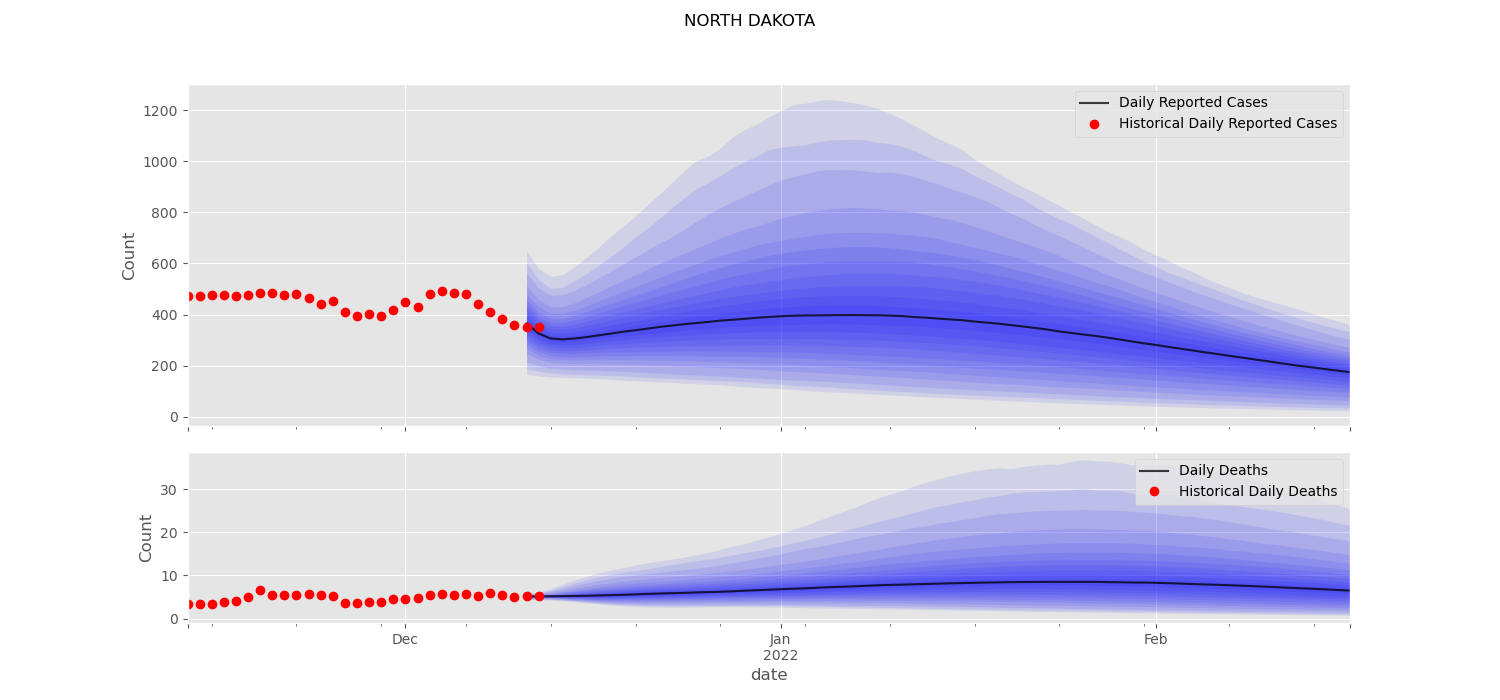 NORTH DAKOTA
1200
1000
800
600
400
200
0
Count
Daily Reported Cases
Historical Daily Reported Cases
30
20
10
0
Count
Daily Deaths
Historical Daily Deaths
Dec
Jan
2022
Feb
date